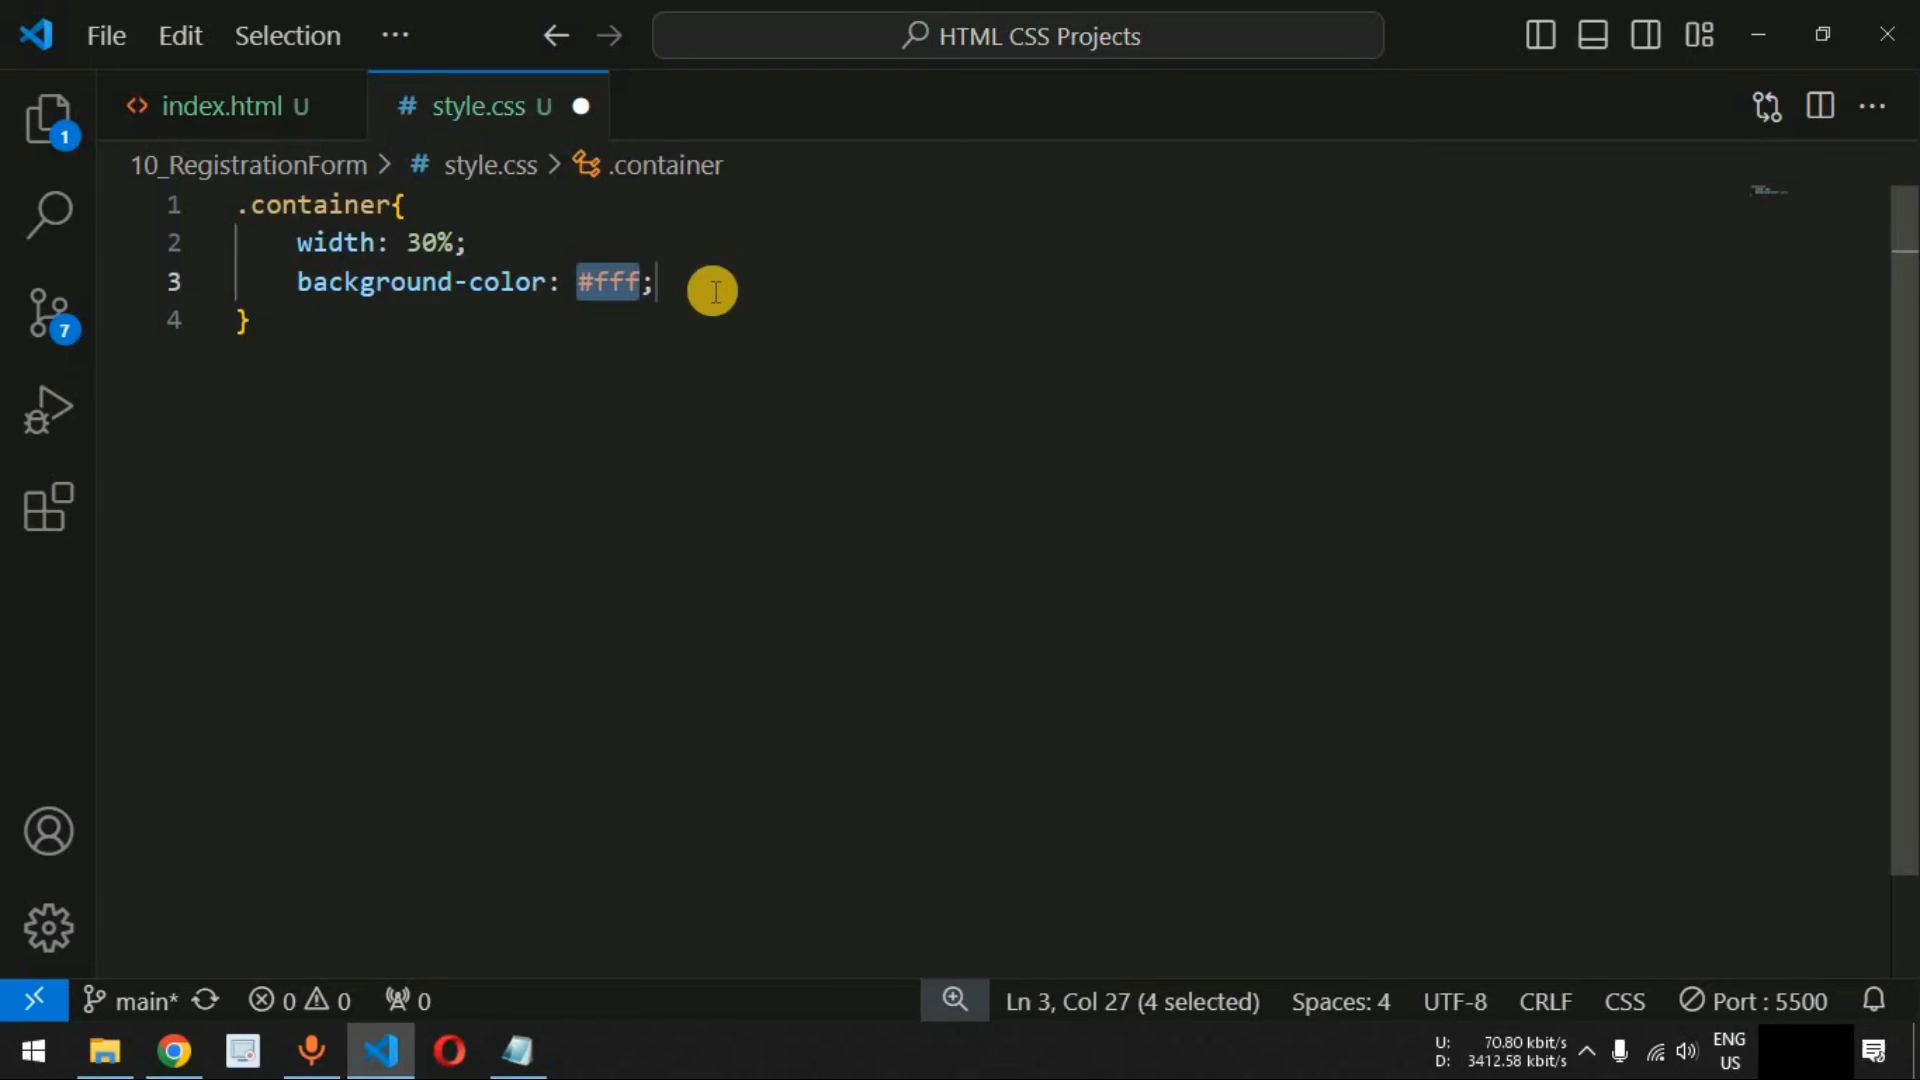 File Edit Selection ··· HTML CSS Projects
index.html U # style.css U
10_RegistrationForm > # style.css > .container
1 .container{
2 width: 30%;
3 background-color: #fff;
4 }
1
7
main* 0 0 0 Ln 3, Col 27 (4 selected) Spaces: 4 UTF-8 CRLF CSS Port : 5500
U: 70.80 kbit/s
D: 3412.58 kbit/s
ENG
US